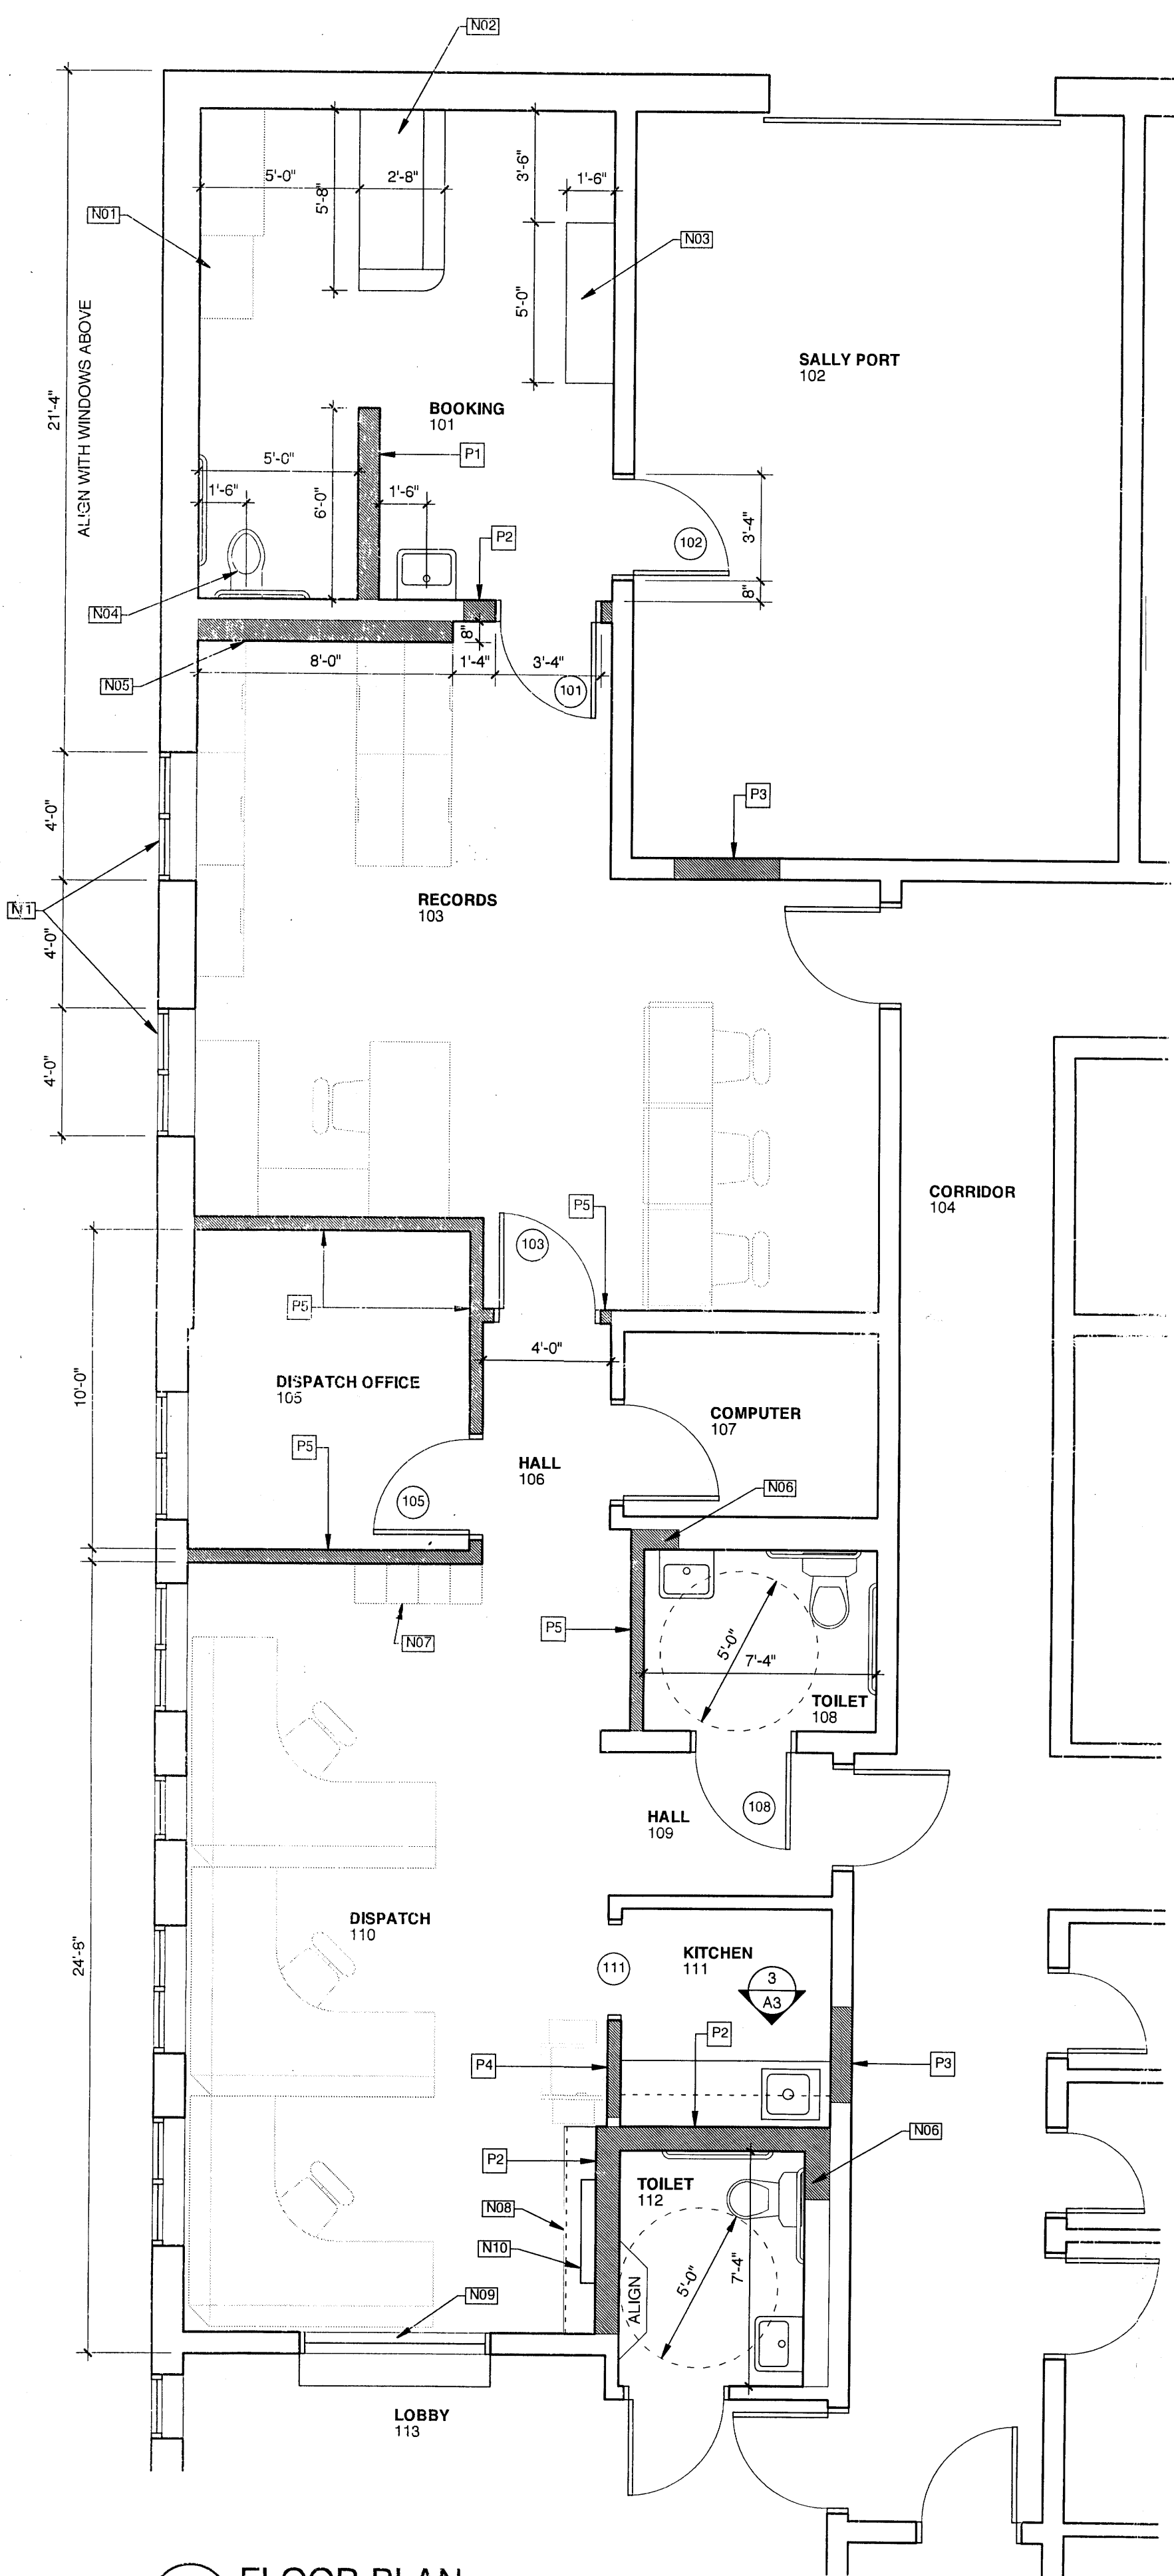 N02
5'-0"
2'-8"
5'-8"
3'-6"
1'-6"
N01
N03
5'-0"
ALIGN WITH WINDOWS ABOVE
21'-4"
SALLY PORT
102
BOOKING
101
P1
5'-0"
1'-6"
6'-0"
1'-6"
P2
102
3'-4"
8"
N04
8"
N05
8'-0"
1'-4"
3'-4"
101
P3
4'-0"
RECORDS
103
4'-0"
4'-0"
CORRIDOR
104
P5
103
P5
4'-0"
10'-0"
DISPATCH OFFICE
105
COMPUTER
107
P5
HALL
106
N06
105
P5
N07
5'-0"
7'-4"
TOILET
108
HALL
109
108
DISPATCH
110
24'-8"
KITCHEN
111
111
3
A3
P2
P4
P3
N06
P2
TOILET
112
N08
N10
5'-0"
7'-4"
ALIGN
N09
LOBBY
113
FLOOR PLAN